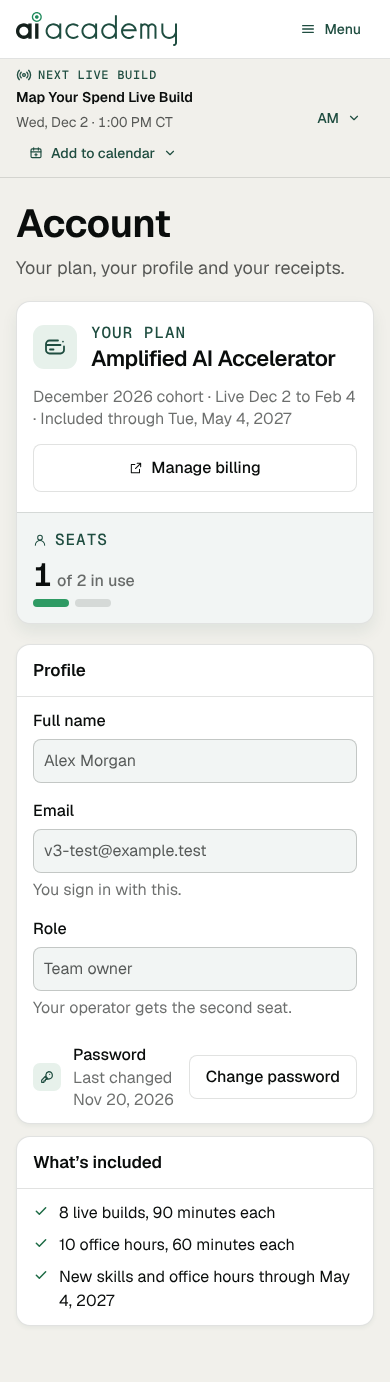 ai academy
Menu
NEXT LIVE BUILD
Map Your Spend Live Build
Wed, Dec 2 · 1:00 PM CT
AM
Add to calendar
Account
Your plan, your profile and your receipts.
YOUR PLAN
Amplified AI Accelerator
December 2026 cohort · Live Dec 2 to Feb 4
· Included through Tue, May 4, 2027
Manage billing
SEATS
1 of 2 in use
Profile
Full name
Alex Morgan
Email
v3-test@example.test
You sign in with this.
Role
Team owner
Your operator gets the second seat.
Password
Last changed
Nov 20, 2026
Change password
What's included
8 live builds, 90 minutes each
10 office hours, 60 minutes each
New skills and office hours through May
4, 2027